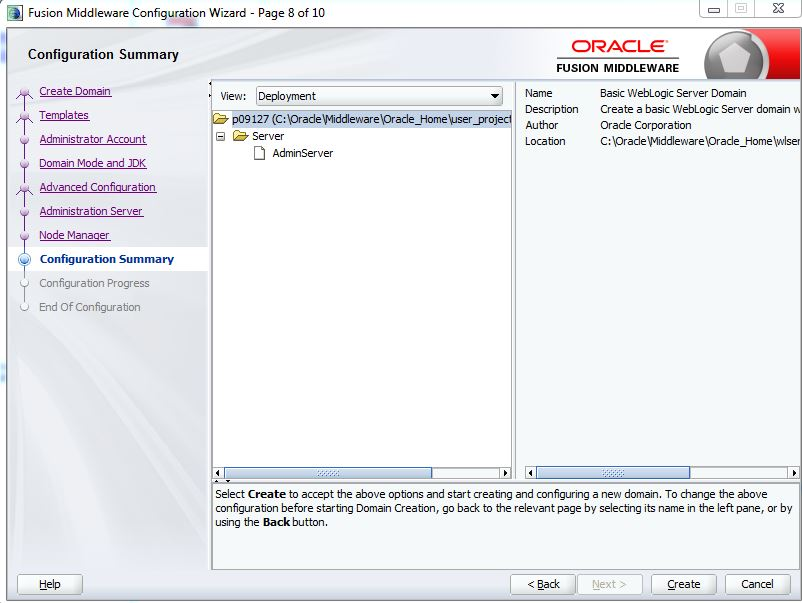 Fusion Middleware Configuration Wizard - Page 8 of 10
Configuration Summary
ORACLE
FUSION MIDDLEWARE
Create Domain
Templates
Administrator Account
Domain Mode and JDK
Advanced Configuration
Administration Server
Node Manager
Configuration Summary
Configuration Progress
End Of Configuration
View: Deployment
p09127 (C:\Oracle\Middleware\Oracle_Home\user_project
Server
AdminServer
Name Basic WebLogic Server Domain
Description Create a basic WebLogic Server domain w
Author Oracle Corporation
Location C:\Oracle\Middleware\Oracle_Home\wlser
Select Create to accept the above options and start creating and configuring a new domain. To change the above
configuration before starting Domain Creation, go back to the relevant page by selecting its name in the left pane, or by
using the Back button.
Help
< Back
Next >
Create
Cancel